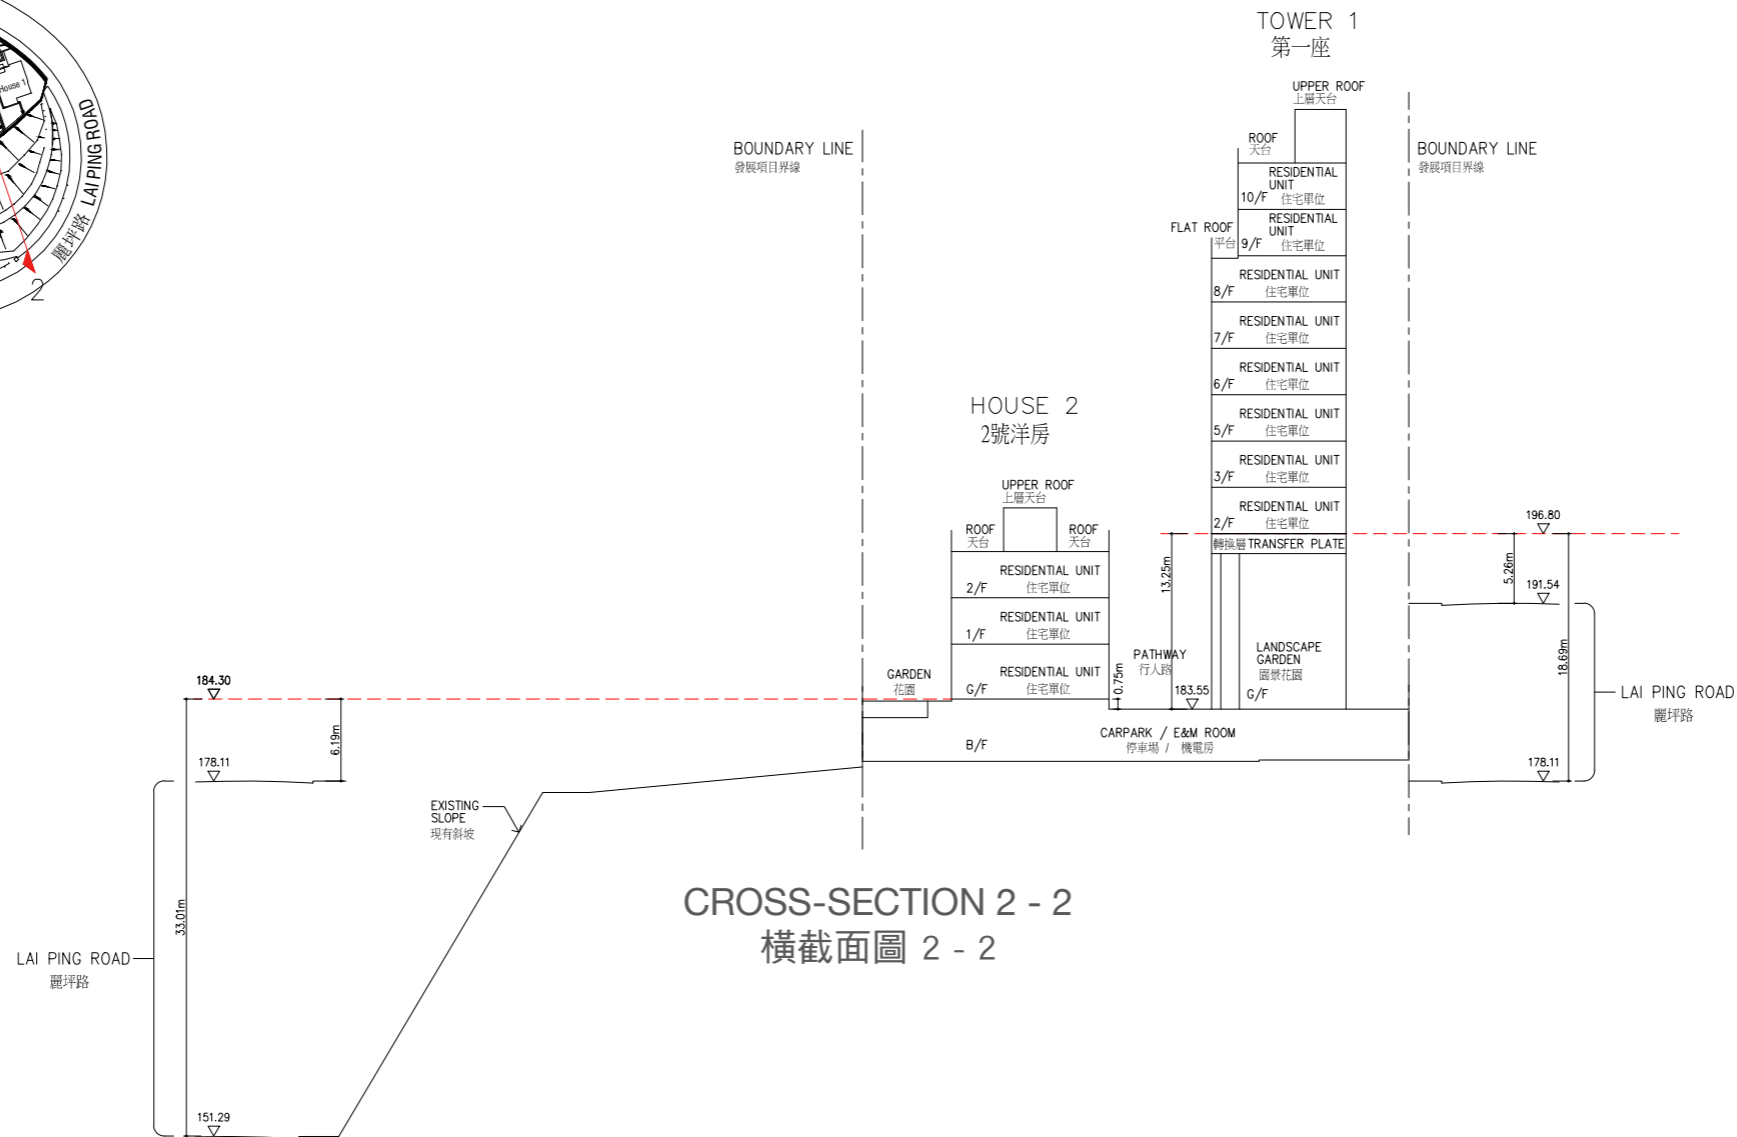 TOWER 1
第一座
UPPER ROOF
上層天台
House 1
麗坪路 LAI PING ROAD
2
BOUNDARY LINE
發展項目界線
ROOF
天台
BOUNDARY LINE
發展項目界線
RESIDENTIAL
UNIT
10/F 住宅單位
RESIDENTIAL
UNIT
FLAT ROOF
平台 9/F 住宅單位
RESIDENTIAL UNIT
8/F 住宅單位
RESIDENTIAL UNIT
7/F 住宅單位
RESIDENTIAL UNIT
6/F 住宅單位
RESIDENTIAL UNIT
5/F 住宅單位
RESIDENTIAL UNIT
3/F 住宅單位
RESIDENTIAL UNIT
2/F 住宅單位
轉換層 TRANSFER PLATE
HOUSE 2
2號洋房
UPPER ROOF
上層天台
ROOF
天台
ROOF
天台
RESIDENTIAL UNIT
2/F 住宅單位
RESIDENTIAL UNIT
1/F 住宅單位
RESIDENTIAL UNIT
G/F 住宅單位
GARDEN
花園
13.25m
0.75m
PATHWAY
行人路
183.55
LANDSCAPE
GARDEN
園景花園
G/F
196.80
5.26m
191.54
18.69m
LAI PING ROAD
麗坪路
178.11
B/F
CARPARK / E&M ROOM
停車場 / 機電房
184.30
6.19m
178.11
EXISTING
SLOPE
現有斜坡
33.01m
LAI PING ROAD
麗坪路
151.29
CROSS-SECTION 2 - 2
橫截面圖 2 - 2